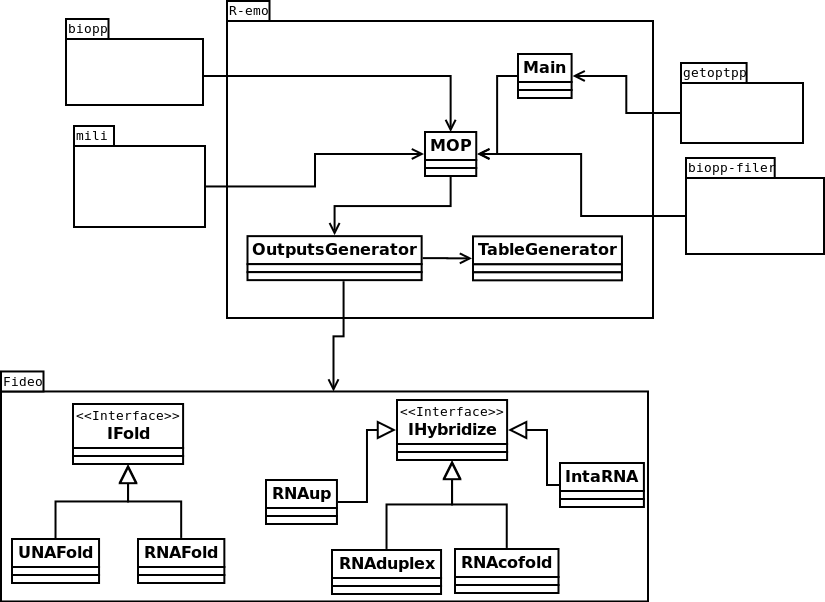 R-emo
biopp
Main
getoptpp
mili
MOP
biopp-filer
OutputsGenerator
TableGenerator
Fideo
<<Interface>>
IFold
<<Interface>>
IHybridize
IntaRNA
RNAup
UNAFold
RNAFold
RNAduplex
RNAcofold